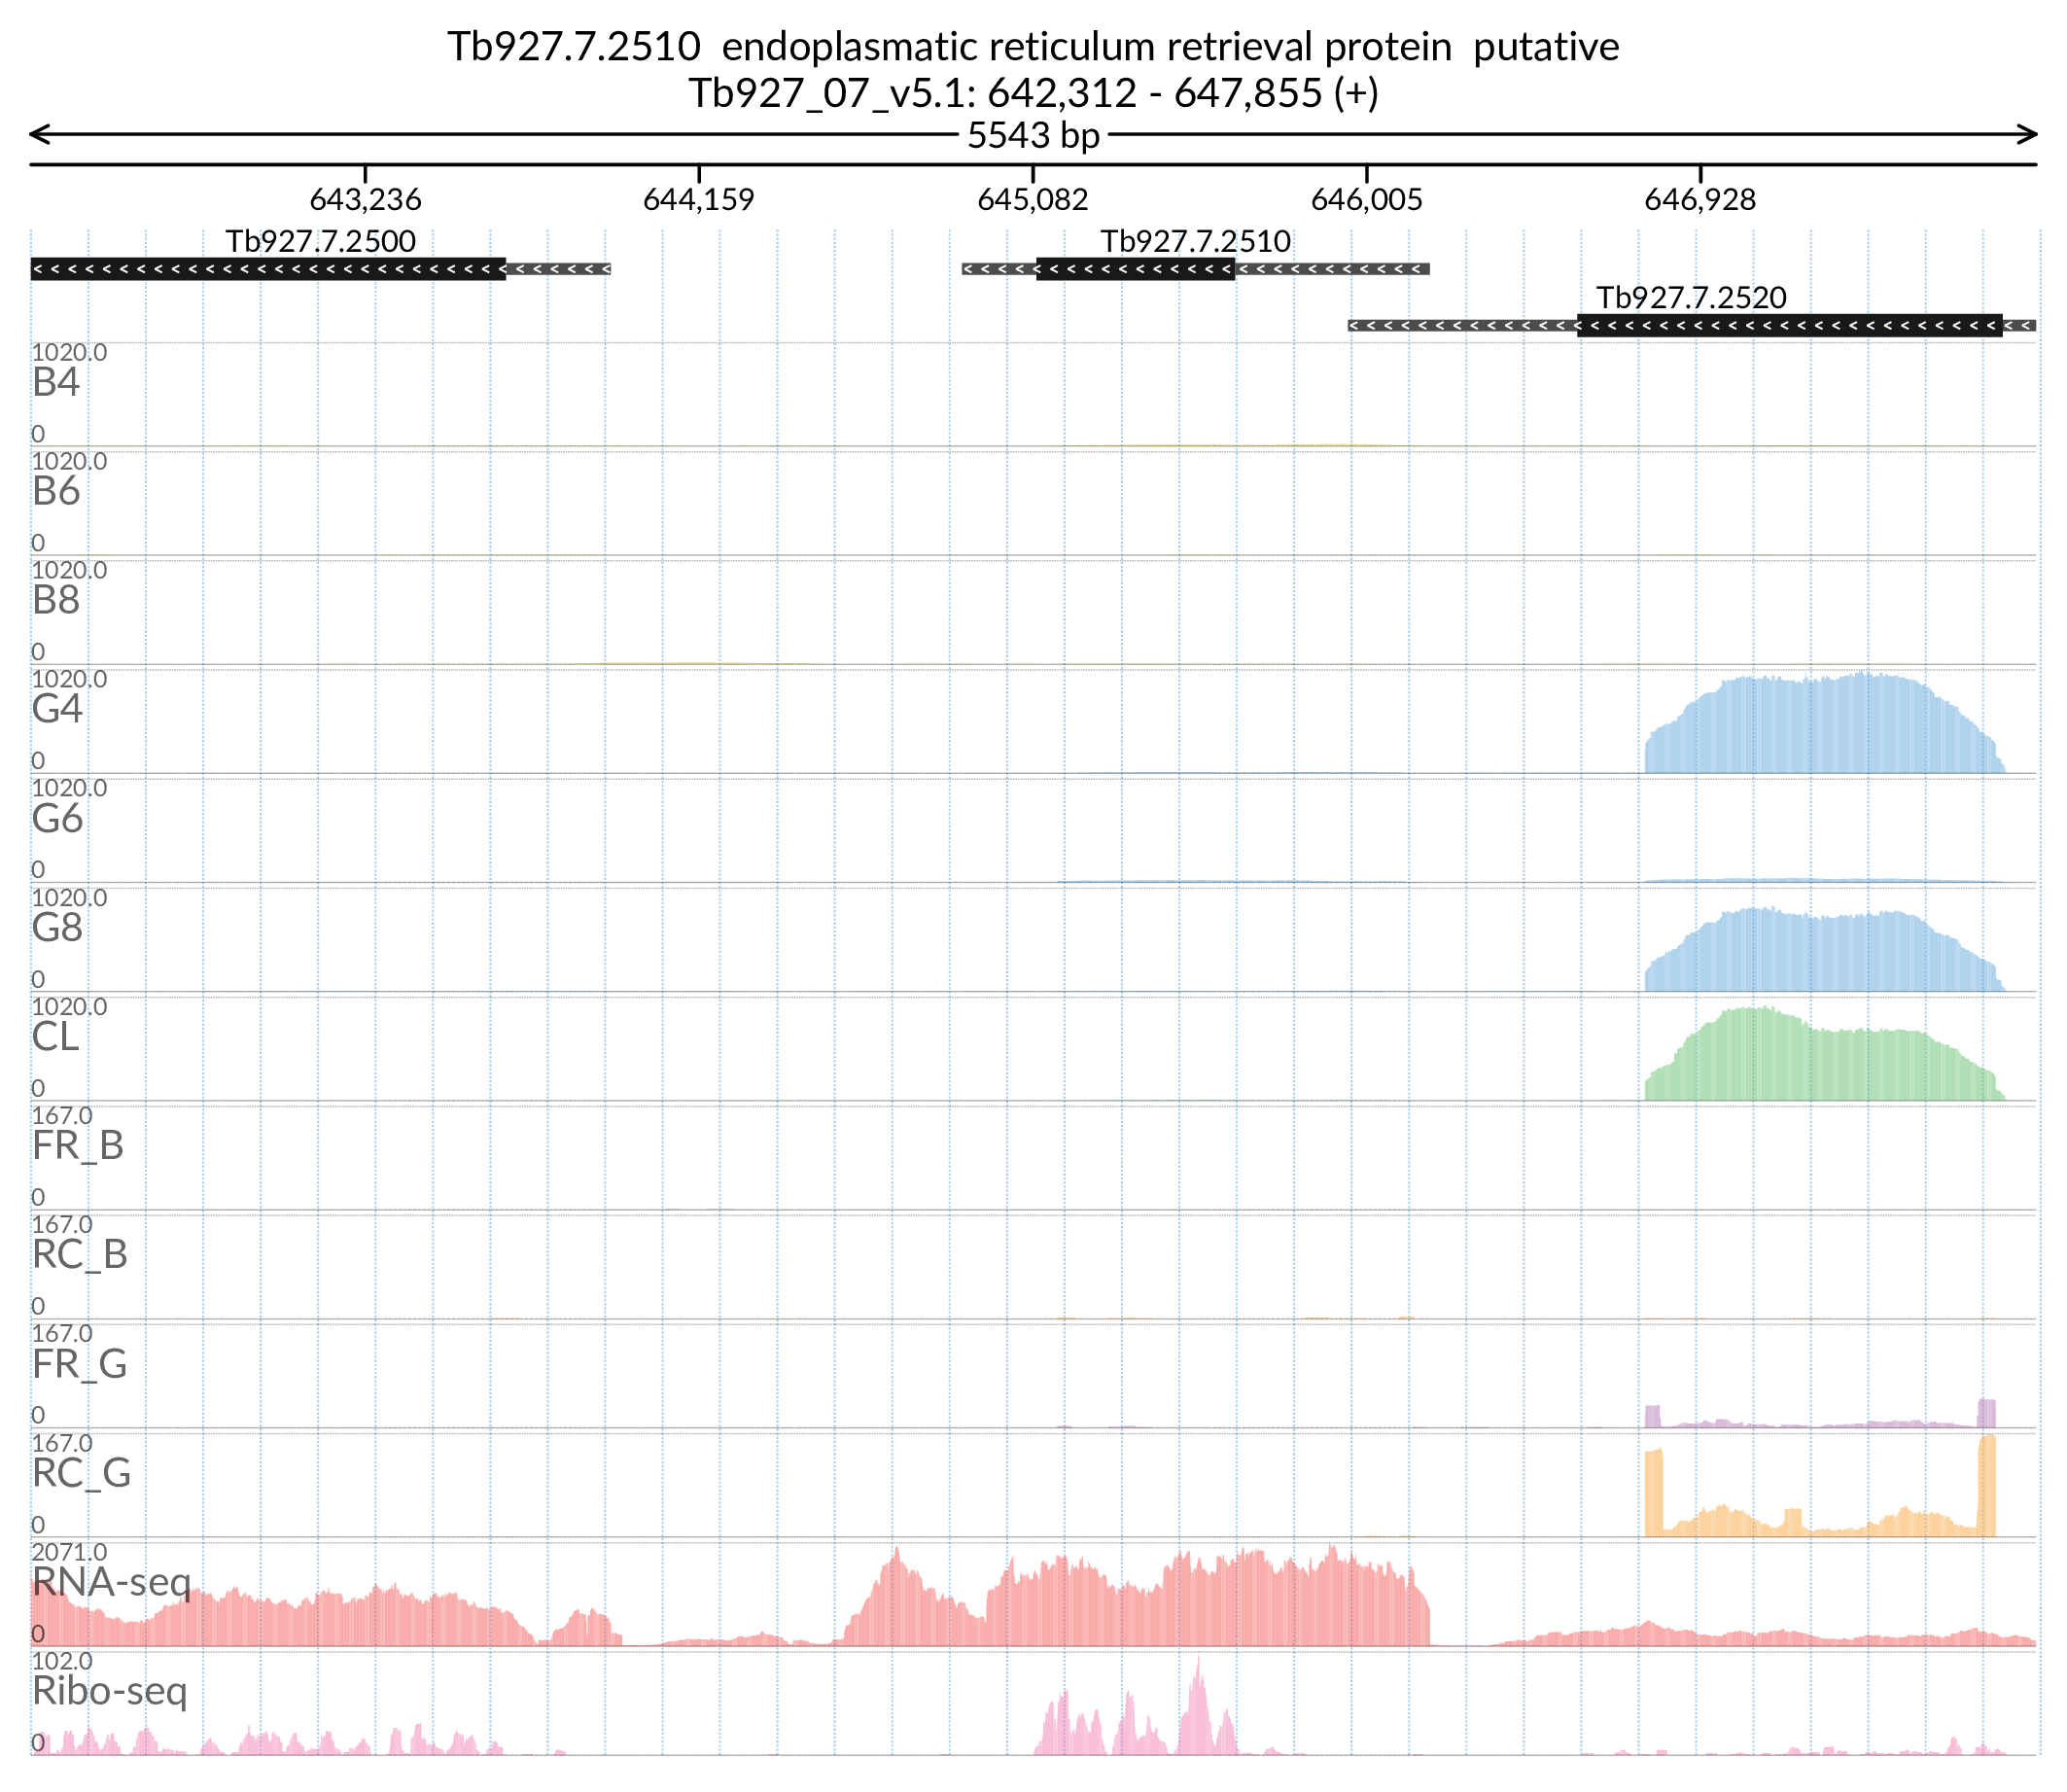 Tb927.7.2510  endoplasmatic reticulum retrieval protein  putative
Tb927_07_v5.1: 642,312 - 647,855 (+)
5543 bp
643,236 644,159 645,082 646,005 646,928
Tb927.7.2500 Tb927.7.2510
Tb927.7.2520
1020.0
B4
0
1020.0
B6
0
1020.0
B8
0
1020.0
G4
0
1020.0
G6
0
1020.0
G8
0
1020.0
CL
0
167.0
FR_B
0
167.0
RC_B
0
167.0
FR_G
0
167.0
RC_G
0
2071.0
RNA-seq
0
102.0
Ribo-seq
0